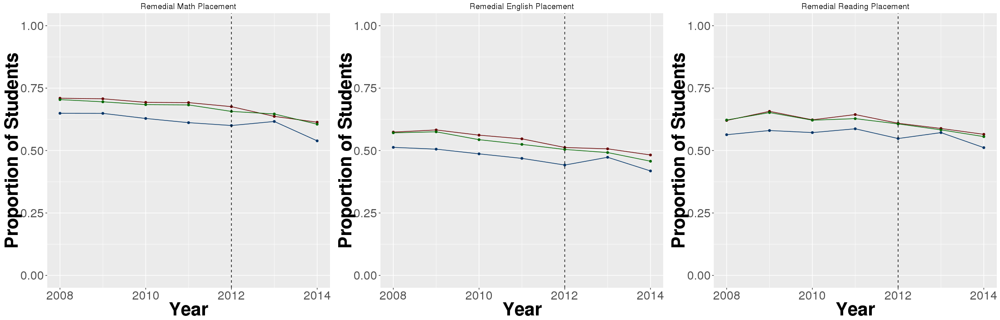 Remedial Math Placement
1.00
0.75
0.50
0.25
0.00
Proportion of Students
2008 2010 2012 2014
Year
Remedial English Placement
1.00
0.75
0.50
0.25
0.00
Proportion of Students
2008 2010 2012 2014
Year
Remedial Reading Placement
1.00
0.75
0.50
0.25
0.00
Proportion of Students
2008 2010 2012 2014
Year